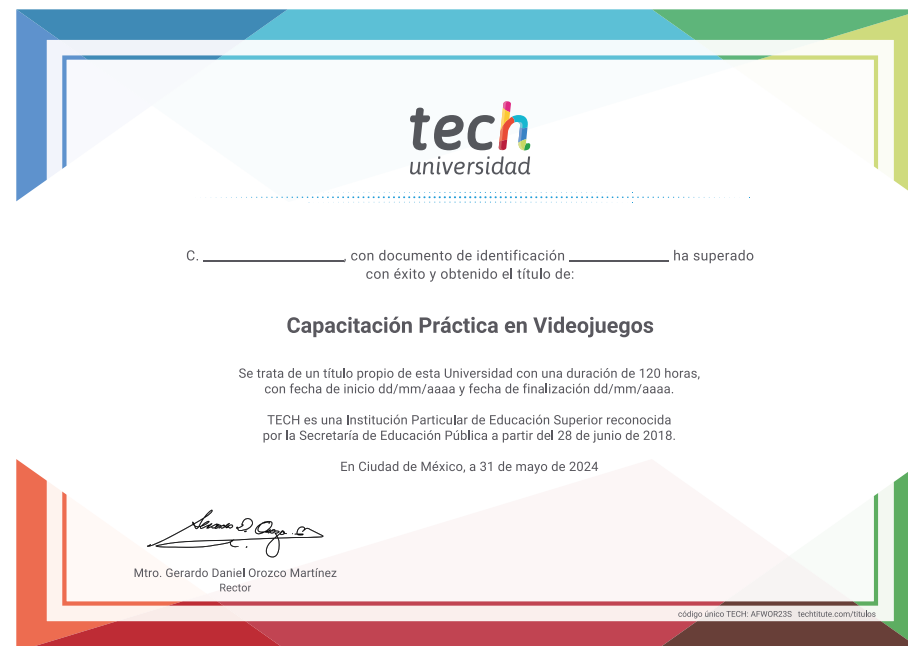 tech
universidad
C. ____________, con documento de identificación ____________ ha superado
con éxito y obtenido el título de:
Capacitación Práctica en Videojuegos
Se trata de un título propio de esta Universidad con una duración de 120 horas,
con fecha de inicio dd/mm/aaaa y fecha de finalización dd/mm/aaaa.
TECH es una Institución Particular de Educación Superior reconocida
por la Secretaría de Educación Pública a partir del 28 de junio de 2018.
En Ciudad de México, a 31 de mayo de 2024
Mtro. Gerardo Daniel Orozco Martínez
Rector
código único TECH: AFWOR23S techtitute.com/titulos